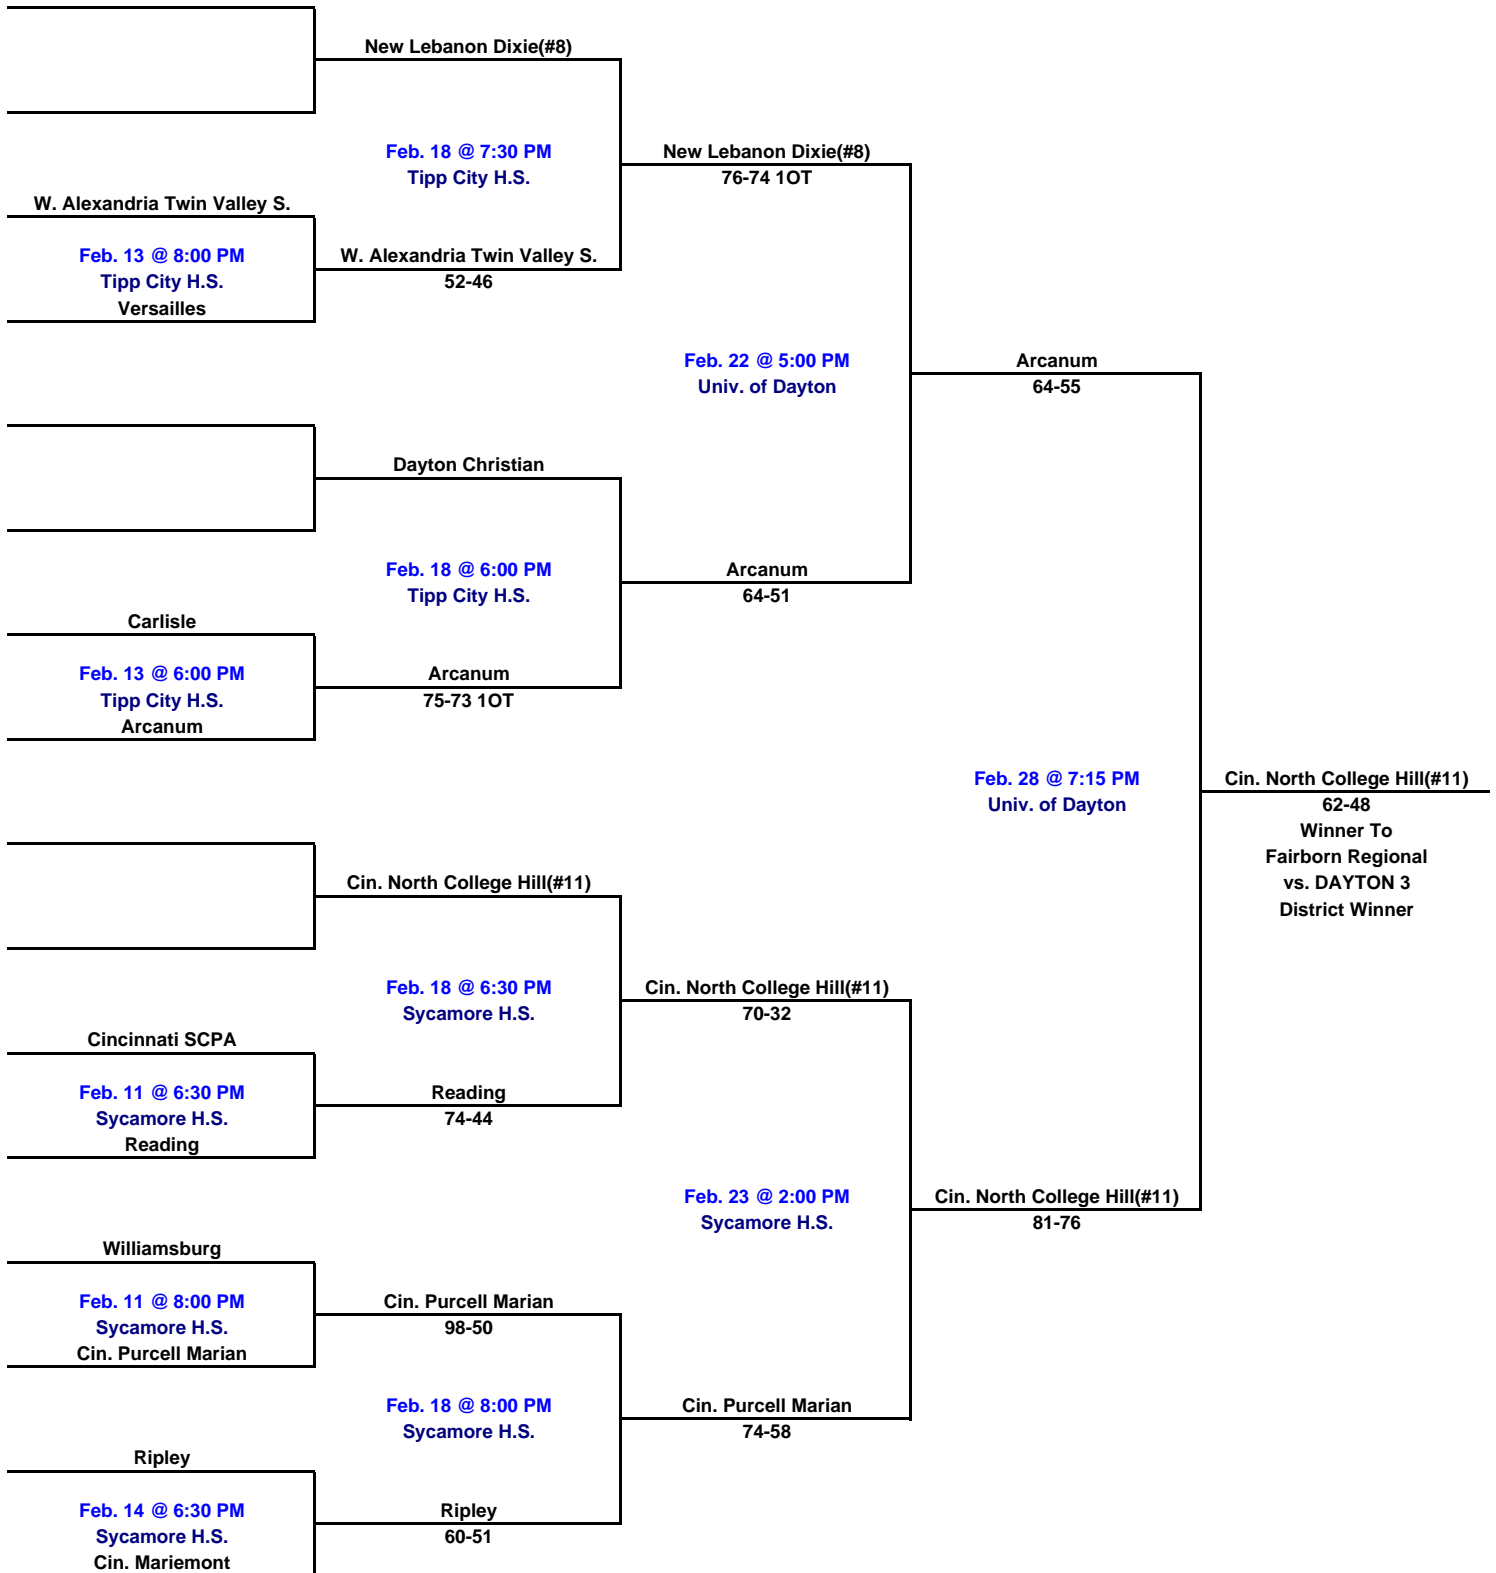 New Lebanon Dixie(#8)
Feb. 18 @ 7:30 PM
Tipp City H.S.
New Lebanon Dixie(#8)
76-74 1OT
W. Alexandria Twin Valley S.
Feb. 13 @ 8:00 PM
Tipp City H.S.
Versailles
W. Alexandria Twin Valley S.
52-46
Feb. 22 @ 5:00 PM
Univ. of Dayton
Arcanum
64-55
Dayton Christian
Feb. 18 @ 6:00 PM
Tipp City H.S.
Arcanum
64-51
Carlisle
Feb. 13 @ 6:00 PM
Tipp City H.S.
Arcanum
Arcanum
75-73 1OT
Feb. 28 @ 7:15 PM
Univ. of Dayton
Cin. North College Hill(#11)
62-48
Winner To
Fairborn Regional
vs. DAYTON 3
District Winner
Cin. North College Hill(#11)
Feb. 18 @ 6:30 PM
Sycamore H.S.
Cin. North College Hill(#11)
70-32
Cincinnati SCPA
Feb. 11 @ 6:30 PM
Sycamore H.S.
Reading
Reading
74-44
Feb. 23 @ 2:00 PM
Sycamore H.S.
Cin. North College Hill(#11)
81-76
Williamsburg
Feb. 11 @ 8:00 PM
Sycamore H.S.
Cin. Purcell Marian
Cin. Purcell Marian
98-50
Feb. 18 @ 8:00 PM
Sycamore H.S.
Cin. Purcell Marian
74-58
Ripley
Feb. 14 @ 6:30 PM
Sycamore H.S.
Cin. Mariemont
Ripley
60-51